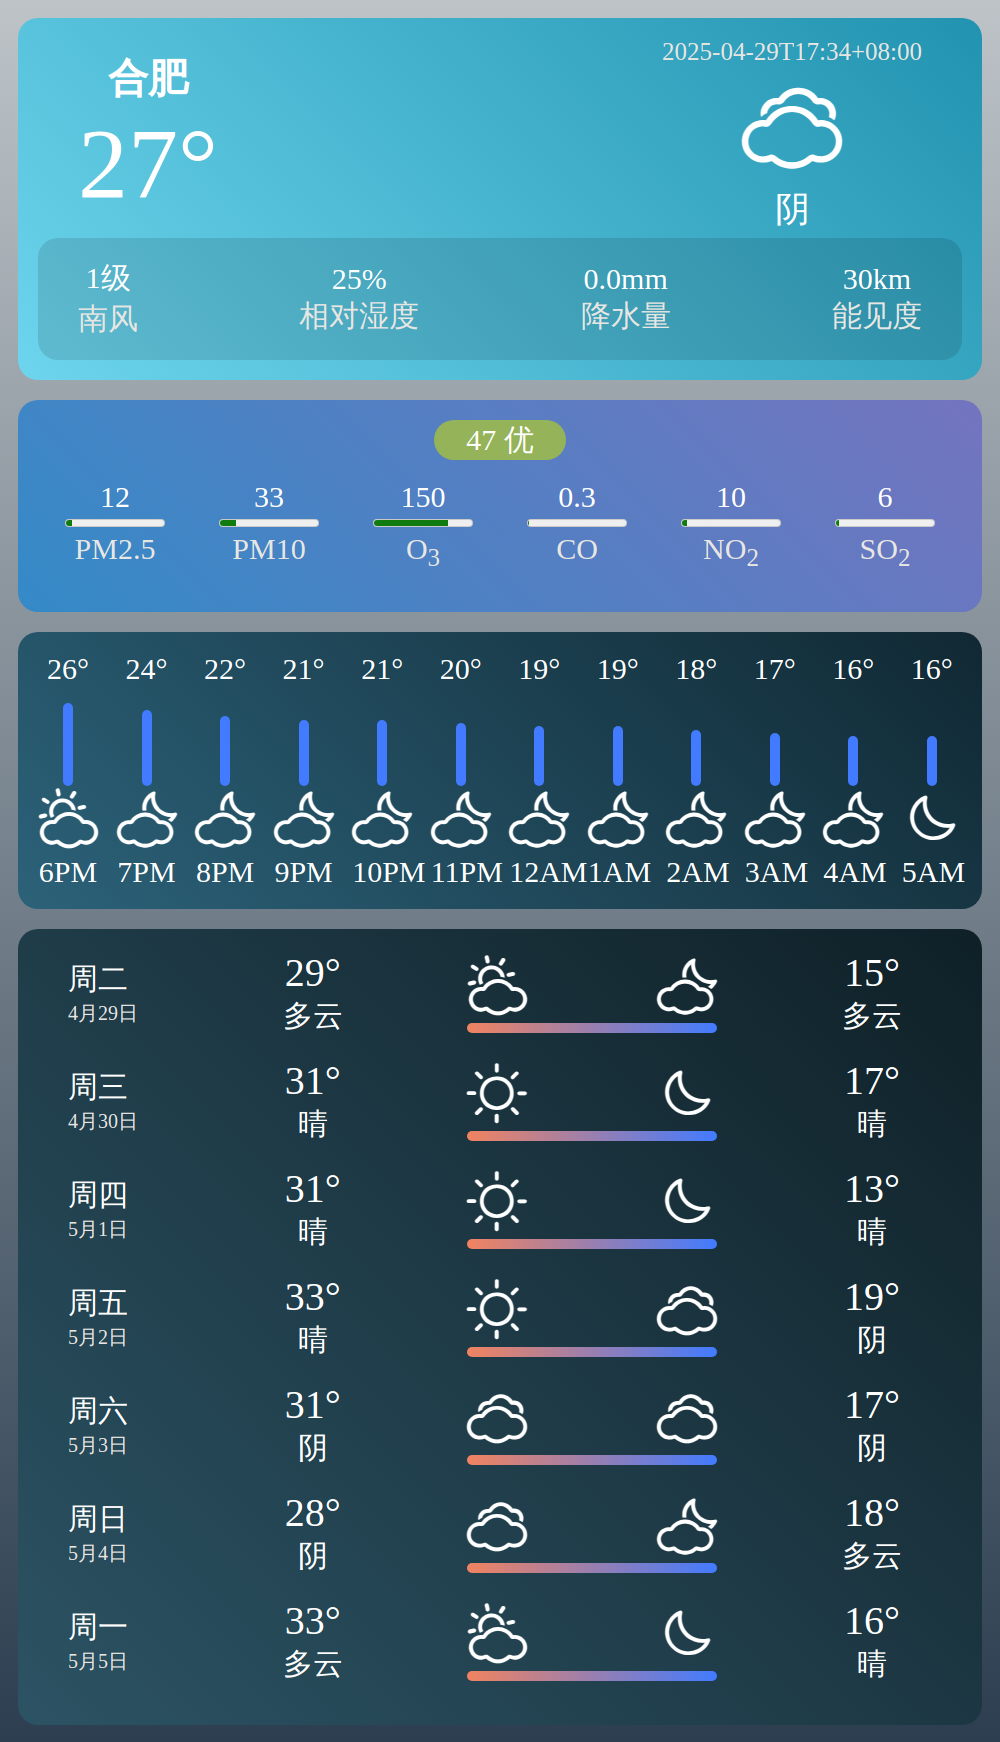 合肥
2025-04-29T17:34+08:00
27°
阴
1级 25% 0.0mm 30km
南风 相对湿度 降水量 能见度
47 优
12 33 150 0.3 10 6
PM2.5 PM10 O3 CO NO2 SO2
26° 24° 22° 21° 21° 20° 19° 19° 18° 17° 16° 16°
6PM 7PM 8PM 9PM 10PM 11PM 12AM 1AM 2AM 3AM 4AM 5AM
周二 29° 15°
4月29日 多云 多云
周三 31° 17°
4月30日 晴 晴
周四 31° 13°
5月1日 晴 晴
周五 33° 19°
5月2日 晴 阴
周六 31° 17°
5月3日 阴 阴
周日 28° 18°
5月4日 阴 多云
周一 33° 16°
5月5日 多云 晴